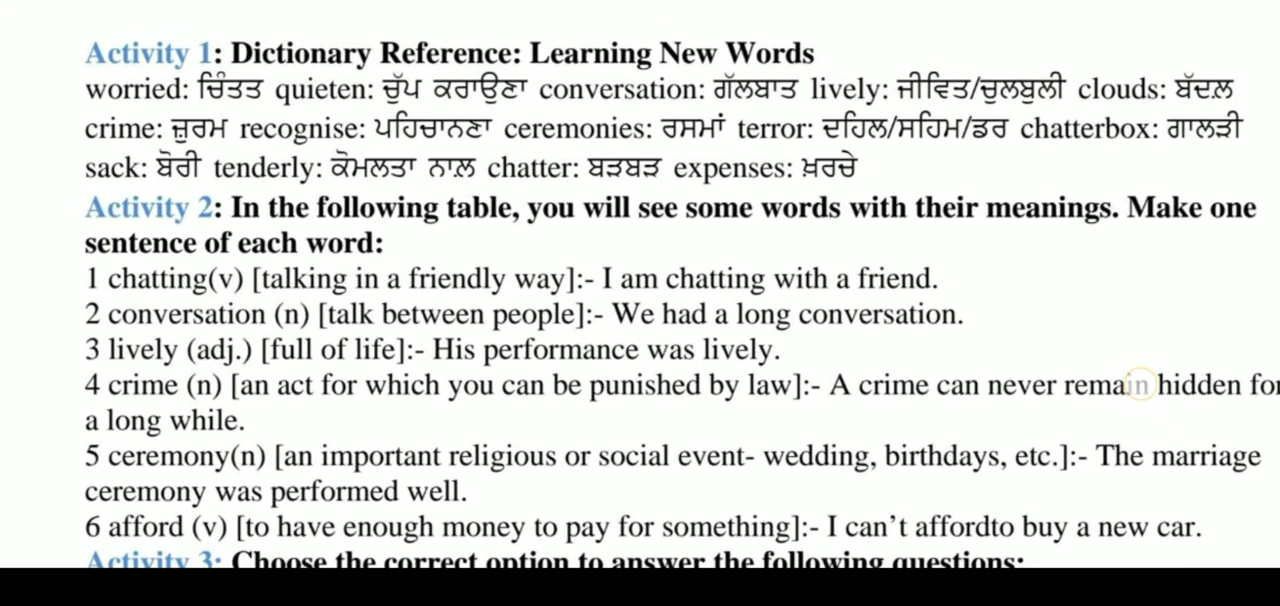 Activity 1: Dictionary Reference: Learning New Words
worried: ਚਿੰਤਤ quieten: ਚੁੱਪ ਕਰਾਉਣਾ conversation: ਗੱਲਬਾਤ lively: ਜੀਵਿਤ/ਚੁਲਬੁਲੀ clouds: ਬੱਦਲ਼
crime: ਜ਼ੁਰਮ recognise: ਪਹਿਚਾਨਣਾ ceremonies: ਰਸਮਾਂ terror: ਦਹਿਲ/ਸਹਿਮ/ਡਰ chatterbox: ਗਾਲੜੀ
sack: ਬੋਰੀ tenderly: ਕੋਮਲਤਾ ਨਾਲ਼ chatter: ਬੜਬੜ expenses: ਖ਼ਰਚੇ
Activity 2: In the following table, you will see some words with their meanings. Make one
sentence of each word:
1 chatting(v) [talking in a friendly way]:- I am chatting with a friend.
2 conversation (n) [talk between people]:- We had a long conversation.
3 lively (adj.) [full of life]:- His performance was lively.
4 crime (n) [an act for which you can be punished by law]:- A crime can never remain hidden for
a long while.
5 ceremony(n) [an important religious or social event- wedding, birthdays, etc.]:- The marriage
ceremony was performed well.
6 afford (v) [to have enough money to pay for something]:- I can’t affordto buy a new car.
Activity 3: Choose the correct option to answer the following questions: